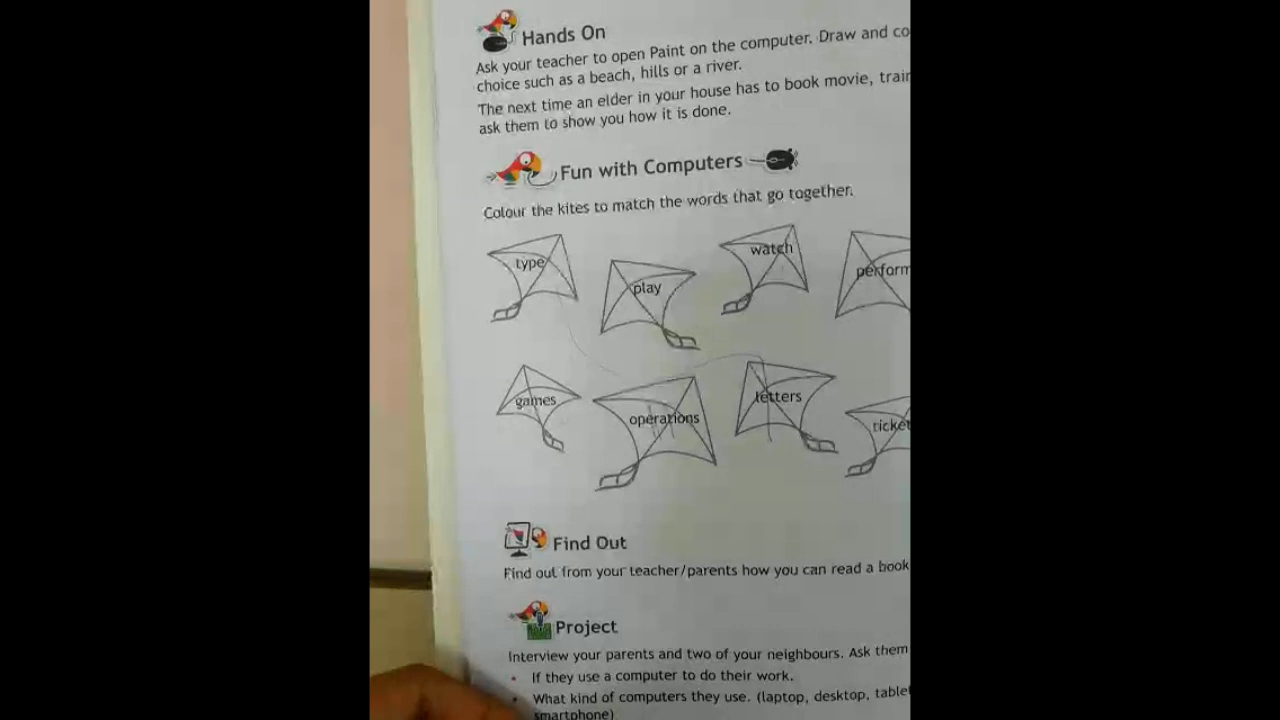 Hands On
Ask your teacher to open Paint on the computer. Draw and co
choice such as a beach, hills or a river.
The next time an elder in your house has to book movie, train
ask them to show you how it is done.
Fun with Computers
Colour the kites to match the words that go together.
type
play
watch
perform
games
operations
letters
ticket
Find Out
Find out from your teacher/parents how you can read a book
Project
Interview your parents and two of your neighbours. Ask them
• If they use a computer to do their work.
• What kind of computers they use. (laptop, desktop, tablet
smartphone)